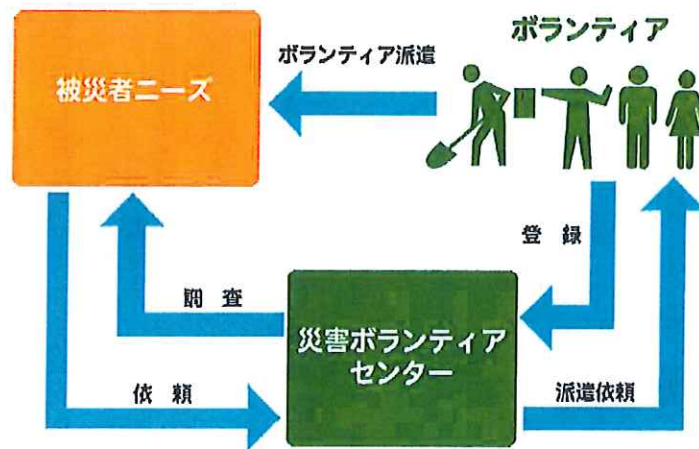 ボランティア
ボランティア派遣
被災者ニーズ
登 録
調 査
災害ボランティア
センター
依 頼
派遣依頼